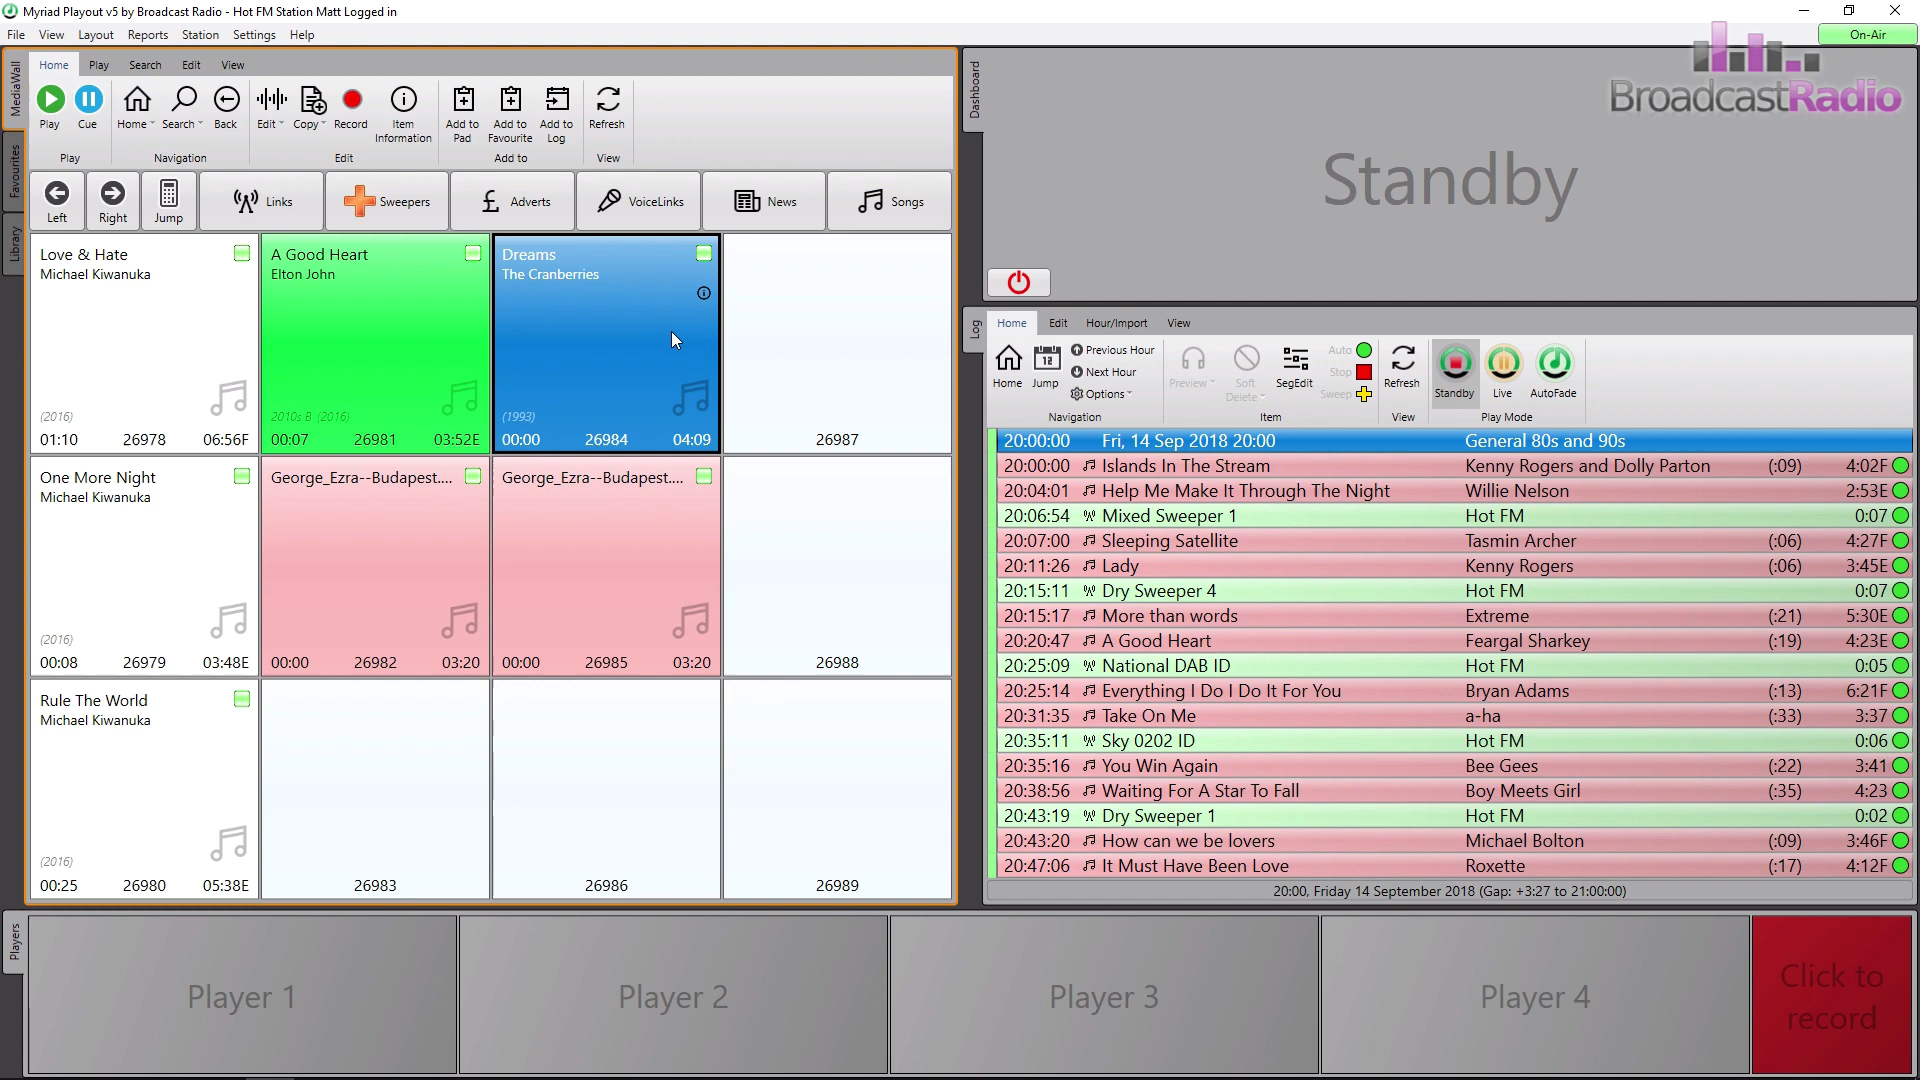 Myriad Playout v5 by Broadcast Radio - Hot FM Station Matt Logged in
File View Layout Reports Station Settings Help
On-Air
MediaWall
Favourites
Library
Home Play Search Edit View
Play Cue Home Search Back Edit Copy Record Item Information Add to Pad Add to Favourite Add to Log Refresh
Play Navigation Edit Add to View
Left Right Jump Links Sweepers £ Adverts VoiceLinks News Songs
Love & Hate
Michael Kiwanuka
(2016)
01:10 26978 06:56F
A Good Heart
Elton John
2010s B (2016)
00:07 26981 03:52E
Dreams
The Cranberries
(1993)
00:00 26984 04:09
26987
One More Night
Michael Kiwanuka
(2016)
00:08 26979 03:48E
George_Ezra--Budapest....
00:00 26982 03:20
George_Ezra--Budapest....
00:00 26985 03:20
26988
Rule The World
Michael Kiwanuka
(2016)
00:25 26980 05:38E
26983
26986
26989
Dashboard
BroadcastRadio
Standby
Log
Home Edit Hour/Import View
Home Jump 12 Previous Hour Next Hour Options Preview Soft Delete SegEdit Auto Stop Sweep Refresh Standby Live AutoFade
Navigation Item View Play Mode
20:00:00 Fri, 14 Sep 2018 20:00 General 80s and 90s
20:00:00 Islands In The Stream Kenny Rogers and Dolly Parton (:09) 4:02F
20:04:01 Help Me Make It Through The Night Willie Nelson 2:53E
20:06:54 Mixed Sweeper 1 Hot FM 0:07
20:07:00 Sleeping Satellite Tasmin Archer (:06) 4:27F
20:11:26 Lady Kenny Rogers (:06) 3:45E
20:15:11 Dry Sweeper 4 Hot FM 0:07
20:15:17 More than words Extreme (:21) 5:30E
20:20:47 A Good Heart Feargal Sharkey (:19) 4:23E
20:25:09 National DAB ID Hot FM 0:05
20:25:14 Everything I Do I Do It For You Bryan Adams (:13) 6:21F
20:31:35 Take On Me a-ha (:33) 3:37
20:35:11 Sky 0202 ID Hot FM 0:06
20:35:16 You Win Again Bee Gees (:22) 3:41
20:38:56 Waiting For A Star To Fall Boy Meets Girl (:35) 4:23
20:43:19 Dry Sweeper 1 Hot FM 0:02
20:43:20 How can we be lovers Michael Bolton (:09) 3:46F
20:47:06 It Must Have Been Love Roxette (:17) 4:12F
20:00, Friday 14 September 2018 (Gap: +3:27 to 21:00:00)
Players
Player 1
Player 2
Player 3
Player 4
Click to
record